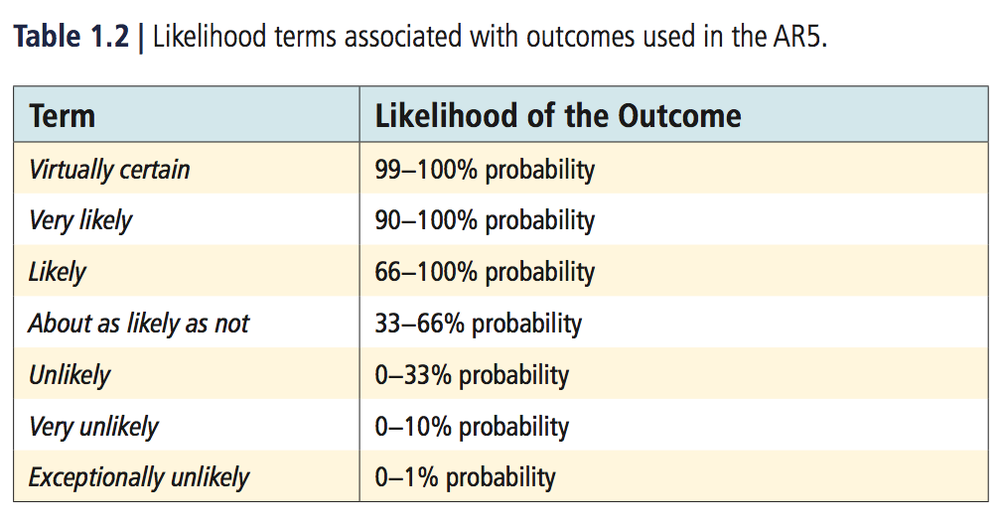 Table 1.2 | Likelihood terms associated with outcomes used in the AR5.
Term Likelihood of the Outcome
Virtually certain 99–100% probability
Very likely 90–100% probability
Likely 66–100% probability
About as likely as not 33–66% probability
Unlikely 0–33% probability
Very unlikely 0–10% probability
Exceptionally unlikely 0–1% probability